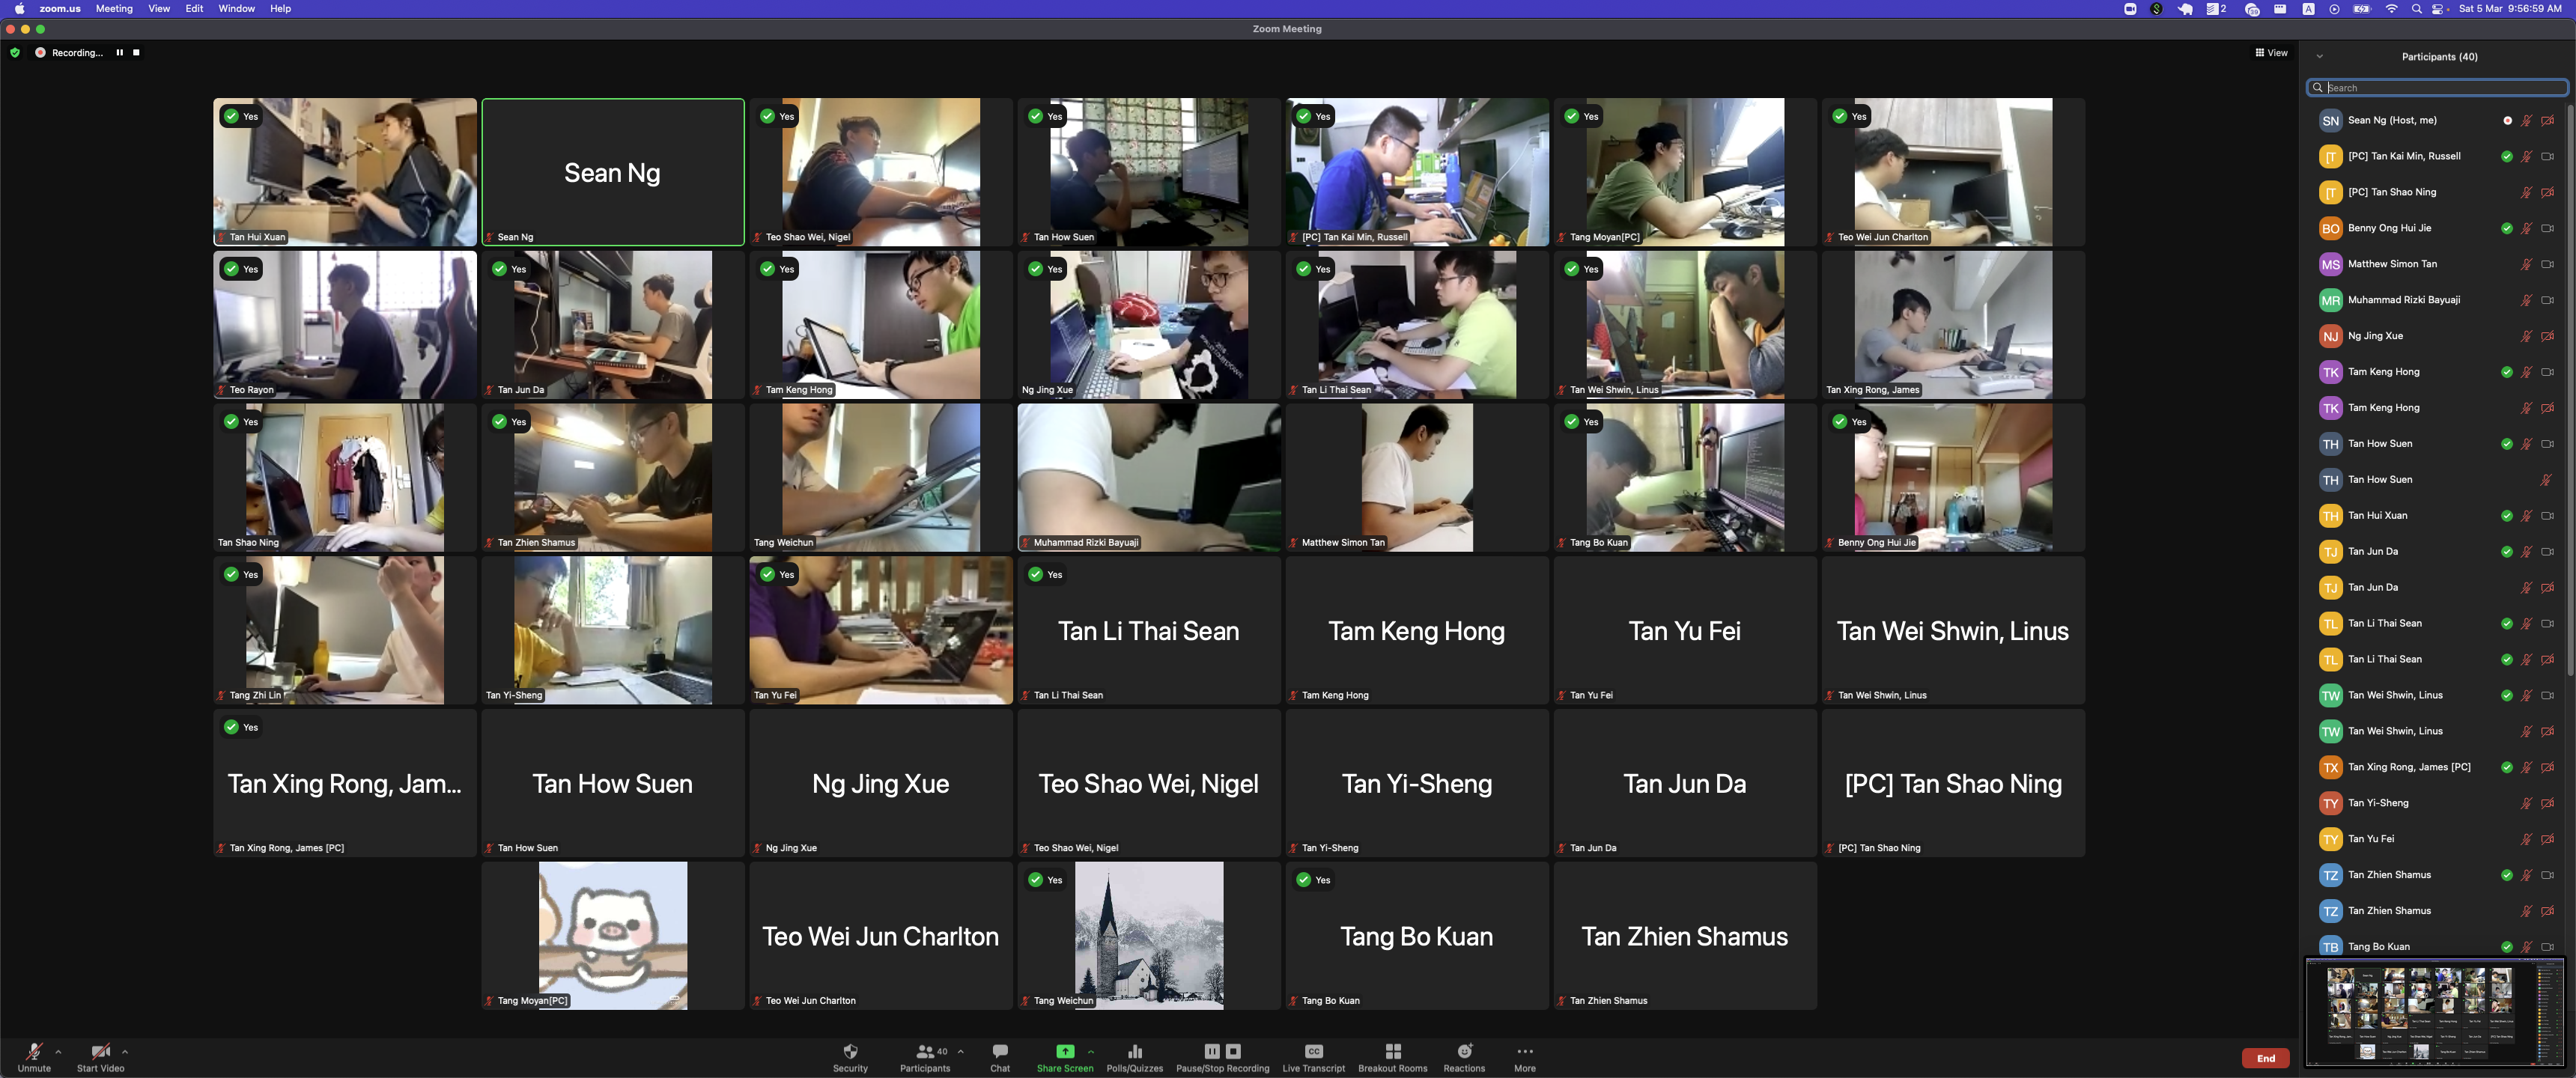 zoom.us Meeting View Edit Window Help
2 Sat 5 Mar 9:56:59 AM
Zoom Meeting
Recording...
View
Yes
Tan Hui Xuan
Sean Ng
Sean Ng
Yes
Teo Shao Wei, Nigel
Yes
Tan How Suen
Yes
[PC] Tan Kai Min, Russell
Yes
Tang Moyan[PC]
Yes
Teo Wei Jun Charlton
Yes
Teo Rayon
Yes
Tan Jun Da
Yes
Tam Keng Hong
Yes
Ng Jing Xue
Yes
Tan Li Thai Sean
Yes
Tan Wei Shwin, Linus
Tan Xing Rong, James
Yes
Tan Shao Ning
Yes
Tan Zhien Shamus
Tang Weichun
Muhammad Rizki Bayuaji
Matthew Simon Tan
Yes
Tang Bo Kuan
Yes
Benny Ong Hui Jie
Yes
Tang Zhi Lin
Tan Yi-Sheng
Yes
Tan Yu Fei
Yes
Tan Li Thai Sean
Tan Li Thai Sean
Tam Keng Hong
Tam Keng Hong
Tan Yu Fei
Tan Yu Fei
Tan Wei Shwin, Linus
Tan Wei Shwin, Linus
Yes
Tan Xing Rong, Jam...
Tan Xing Rong, James [PC]
Tan How Suen
Tan How Suen
Ng Jing Xue
Ng Jing Xue
Teo Shao Wei, Nigel
Teo Shao Wei, Nigel
Tan Yi-Sheng
Tan Yi-Sheng
Tan Jun Da
Tan Jun Da
[PC] Tan Shao Ning
[PC] Tan Shao Ning
Tang Moyan[PC]
Teo Wei Jun Charlton
Teo Wei Jun Charlton
Yes
Tang Weichun
Yes
Tang Bo Kuan
Tang Bo Kuan
Tan Zhien Shamus
Tan Zhien Shamus
Participants (40)
Search
SN Sean Ng (Host, me)
[T [PC] Tan Kai Min, Russell
[T [PC] Tan Shao Ning
BO Benny Ong Hui Jie
MS Matthew Simon Tan
MR Muhammad Rizki Bayuaji
NJ Ng Jing Xue
TK Tam Keng Hong
TK Tam Keng Hong
TH Tan How Suen
TH Tan How Suen
TH Tan Hui Xuan
TJ Tan Jun Da
TJ Tan Jun Da
TL Tan Li Thai Sean
TL Tan Li Thai Sean
TW Tan Wei Shwin, Linus
TW Tan Wei Shwin, Linus
TX Tan Xing Rong, James [PC]
TY Tan Yi-Sheng
TY Tan Yu Fei
TZ Tan Zhien Shamus
TZ Tan Zhien Shamus
TB Tang Bo Kuan
Unmute
Start Video
Security
40
Participants
Chat
Share Screen
Polls/Quizzes
Pause/Stop Recording
CC
Live Transcript
Breakout Rooms
Reactions
More
End